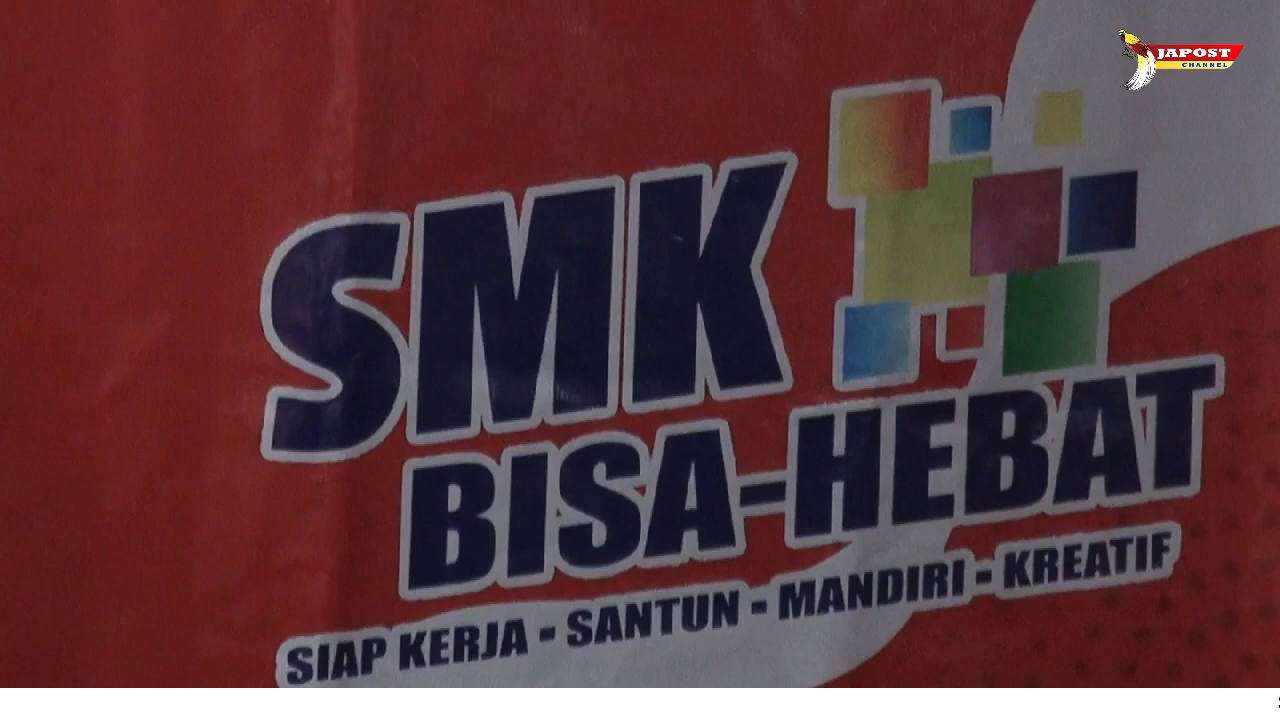 JAPOST
CHANNEL
SMK
BISA-HEBAT
SIAP KERJA - SANTUN - MANDIRI - KREATIF